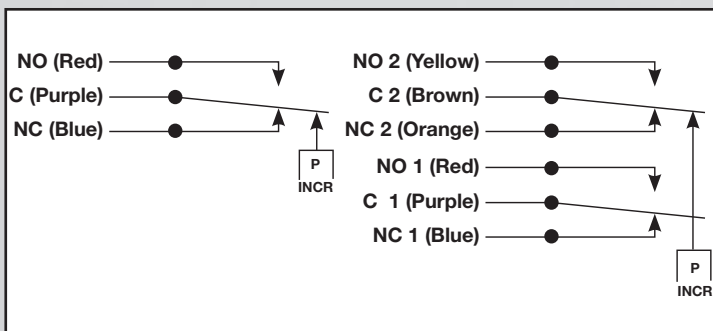 NO (Red)
C (Purple)
NC (Blue)
P
INCR
NO 2 (Yellow)
C 2 (Brown)
NC 2 (Orange)
NO 1 (Red)
C 1 (Purple)
NC 1 (Blue)
P
INCR